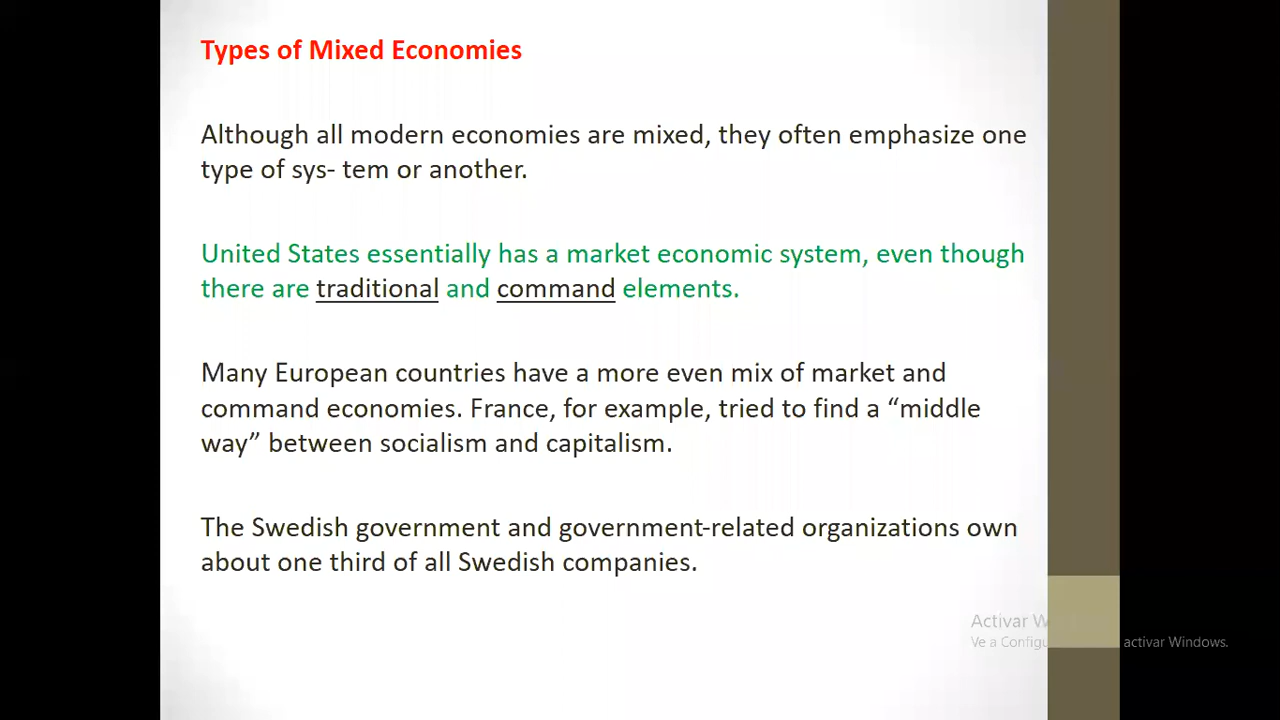 Types of Mixed Economies
Although all modern economies are mixed, they often emphasize one
type of sys- tem or another.
United States essentially has a market economic system, even though
there are traditional and command elements.
Many European countries have a more even mix of market and
command economies. France, for example, tried to find a “middle
way” between socialism and capitalism.
The Swedish government and government-related organizations own
about one third of all Swedish companies.
Activar
Ve a activar Windows.